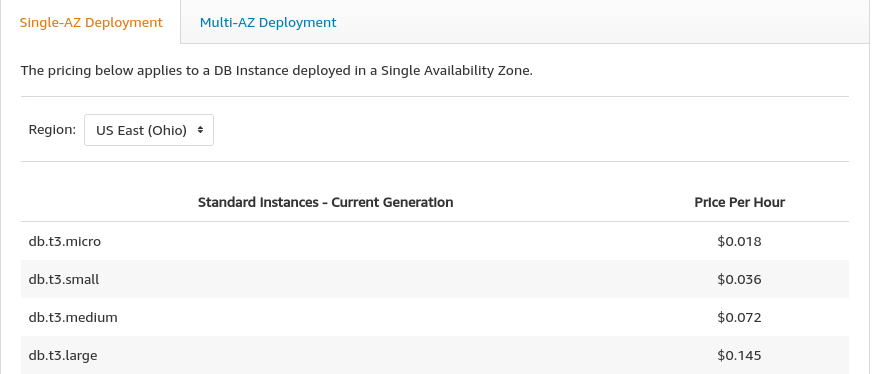 Single-AZ Deployment Multi-AZ Deployment
The pricing below applies to a DB Instance deployed in a Single Availability Zone.
Region: US East (Ohio)
Standard Instances - Current Generation Price Per Hour
db.t3.micro $0.018
db.t3.small $0.036
db.t3.medium $0.072
db.t3.large $0.145